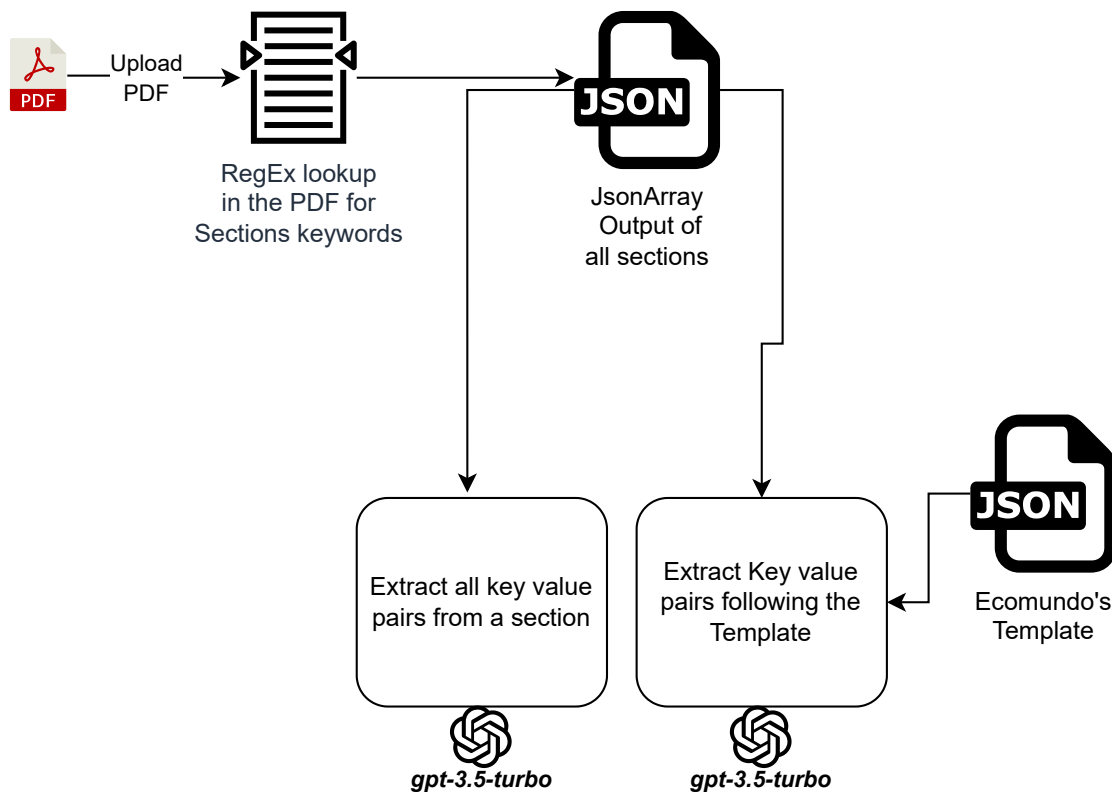 PDF
Upload
PDF
RegEx lookup
in the PDF for
Sections keywords
JSON
JsonArray
Output of
all sections
Extract all key value
pairs from a section
gpt-3.5-turbo
Extract Key value
pairs following the
Template
gpt-3.5-turbo
JSON
Ecomundo's
Template